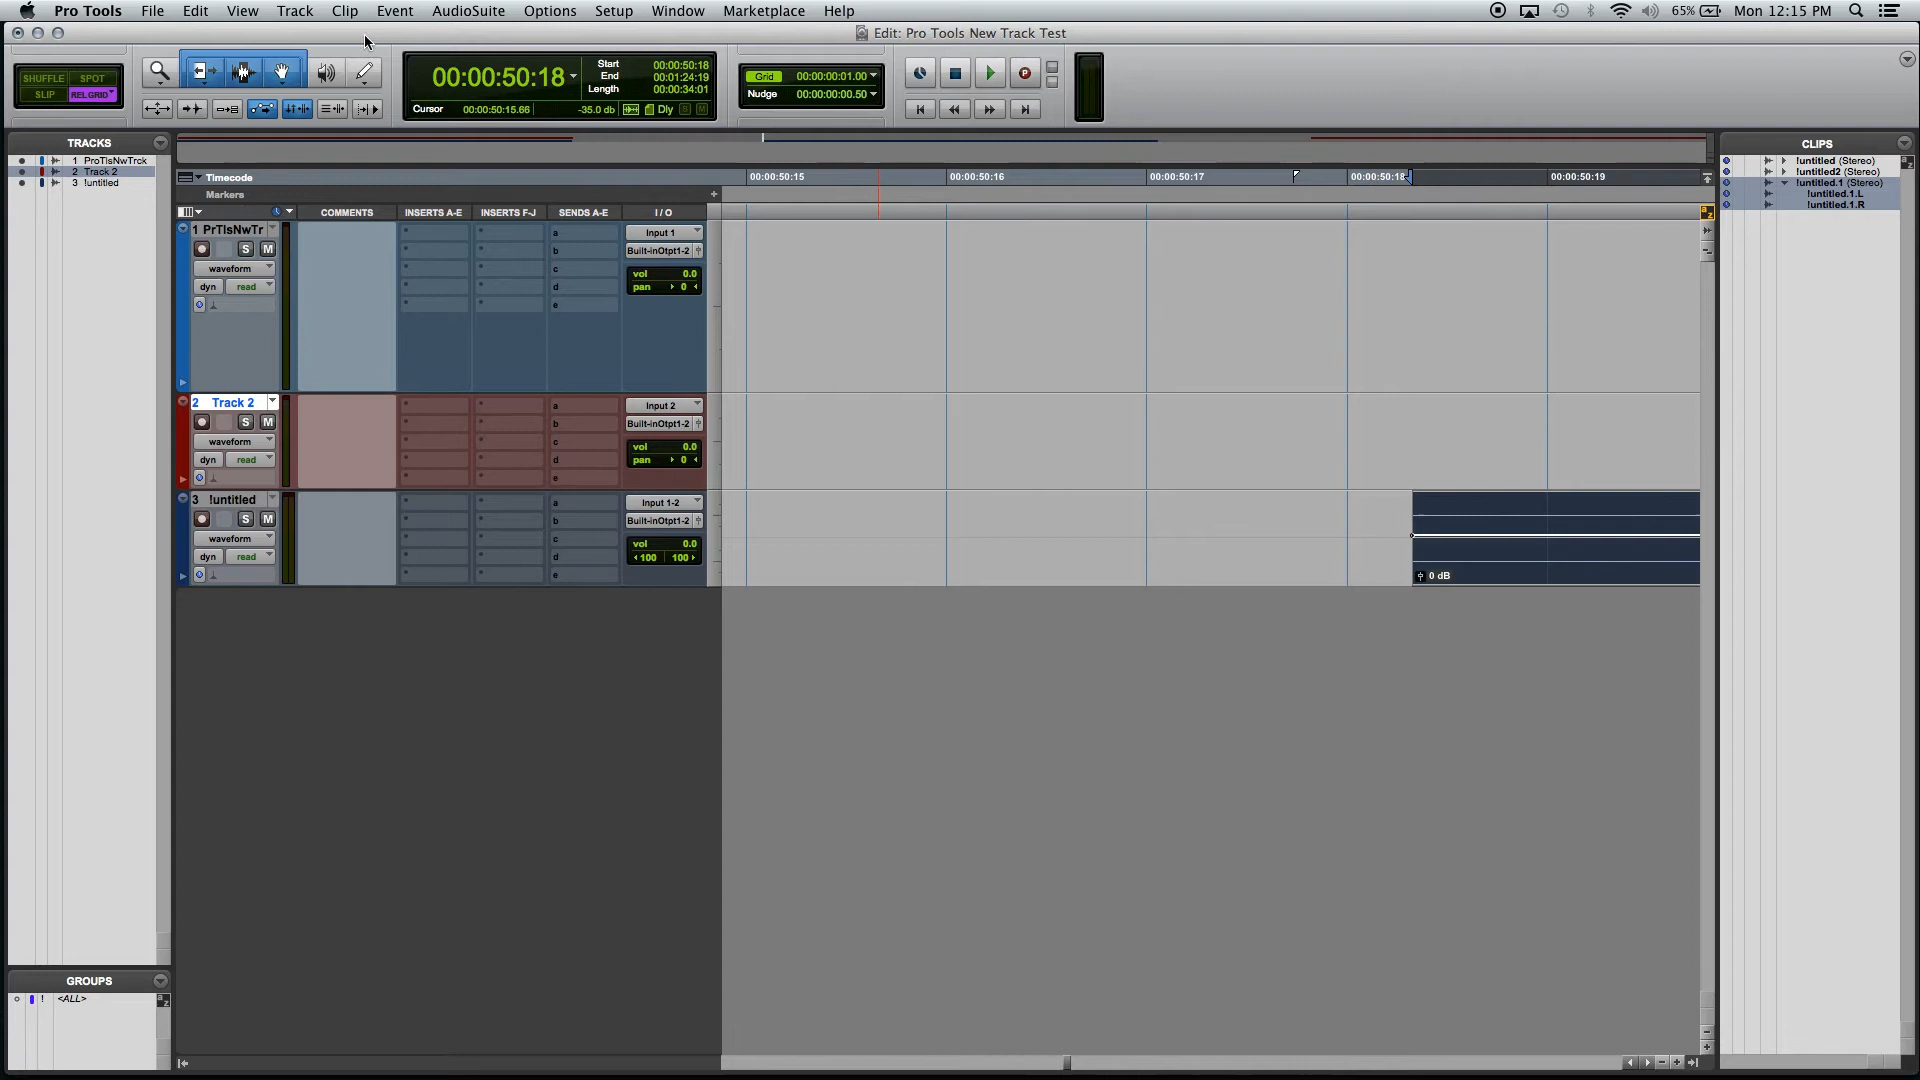 Pro Tools File Edit View Track Clip Event AudioSuite Options Setup Window Marketplace Help 65% Mon 12:15 PM
Edit: Pro Tools New Track Test
SHUFFLE SPOT
SLIP REL GRID
00:00:50:18
Start 00:00:50:18
End 00:01:24:19
Length 00:00:34:01
Cursor 00:00:50:15.66 -35.0 db Dly S M
Grid 00:00:00:01.00
Nudge 00:00:00:00.50
TRACKS
1 ProTlsNwTrck
2 Track 2
3 !untitled
Timecode 00:00:50:15 00:00:50:16 00:00:50:17 00:00:50:18 00:00:50:19
Markers
COMMENTS INSERTS A-E INSERTS F-J SENDS A-E I / O
1 PrTlsNwTr
S M
waveform
dyn read
a
b
c
d
e
Input 1
Built-inOtpt1-2
vol 0.0
pan 0
2 Track 2
S M
waveform
dyn read
a
b
c
d
e
Input 2
Built-inOtpt1-2
vol 0.0
pan 0
3 !untitled
S M
waveform
dyn read
a
b
c
d
e
Input 1-2
Built-inOtpt1-2
vol 0.0
100 100
0 dB
CLIPS
!untitled (Stereo)
!untitled2 (Stereo)
!untitled.1 (Stereo)
!untitled.1.L
!untitled.1.R
GROUPS
! <ALL>